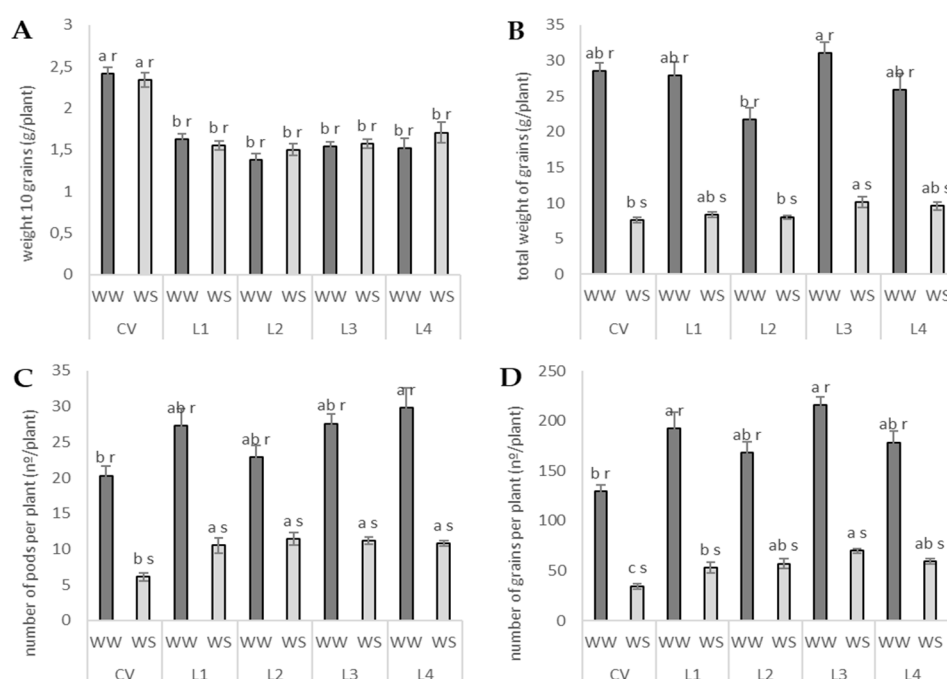 A
weight 10 grains (g/plant)
3
2,5
2
1,5
1
0,5
0
a r
a r
b r
b r
b r
b r
b r
b r
b r
b r
WW WS WW WS WW WS WW WS WW WS
CV L1 L2 L3 L4
B
total weight of grains (g/plant)
35
30
25
20
15
10
5
0
ab r
b s
ab r
ab s
b r
b s
a r
a s
ab r
ab s
WW WS WW WS WW WS WW WS WW WS
CV L1 L2 L3 L4
C
number of pods per plant (nº/plant)
35
30
25
20
15
10
5
0
b r
b s
ab r
a s
ab r
a s
ab r
a s
a r
a s
WW WS WW WS WW WS WW WS WW WS
CV L1 L2 L3 L4
D
number of grains per plant (nº/plant)
250
200
150
100
50
0
b r
c s
a r
b s
ab r
ab s
a r
a s
ab r
ab s
WW WS WW WS WW WS WW WS WW WS
CV L1 L2 L3 L4